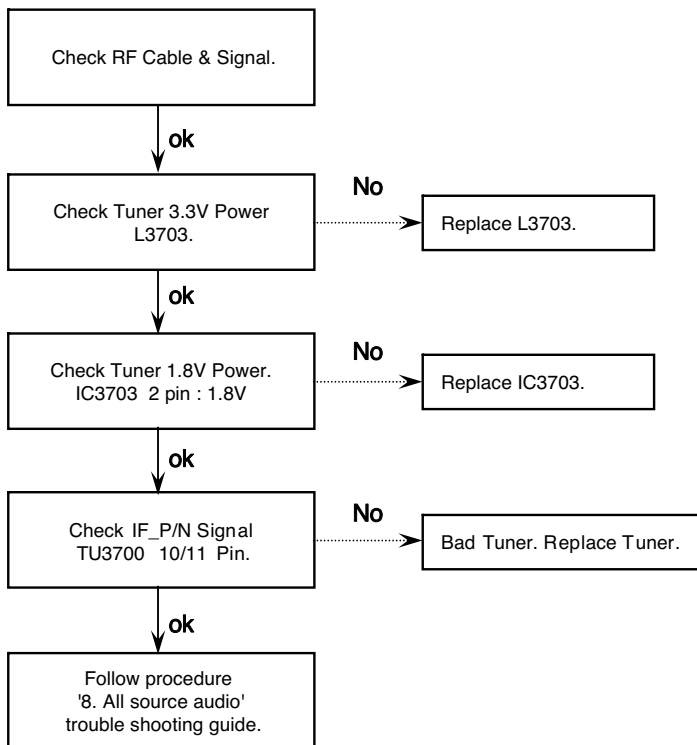 Check RF Cable & Signal.
ok
Check Tuner 3.3V Power
L3703.
No
Replace L3703.
ok
Check Tuner 1.8V Power.
IC3703 2 pin : 1.8V
No
Replace IC3703.
ok
Check IF_P/N Signal
TU3700 10/11 Pin.
No
Bad Tuner. Replace Tuner.
ok
Follow procedure
'8. All source audio'
trouble shooting guide.